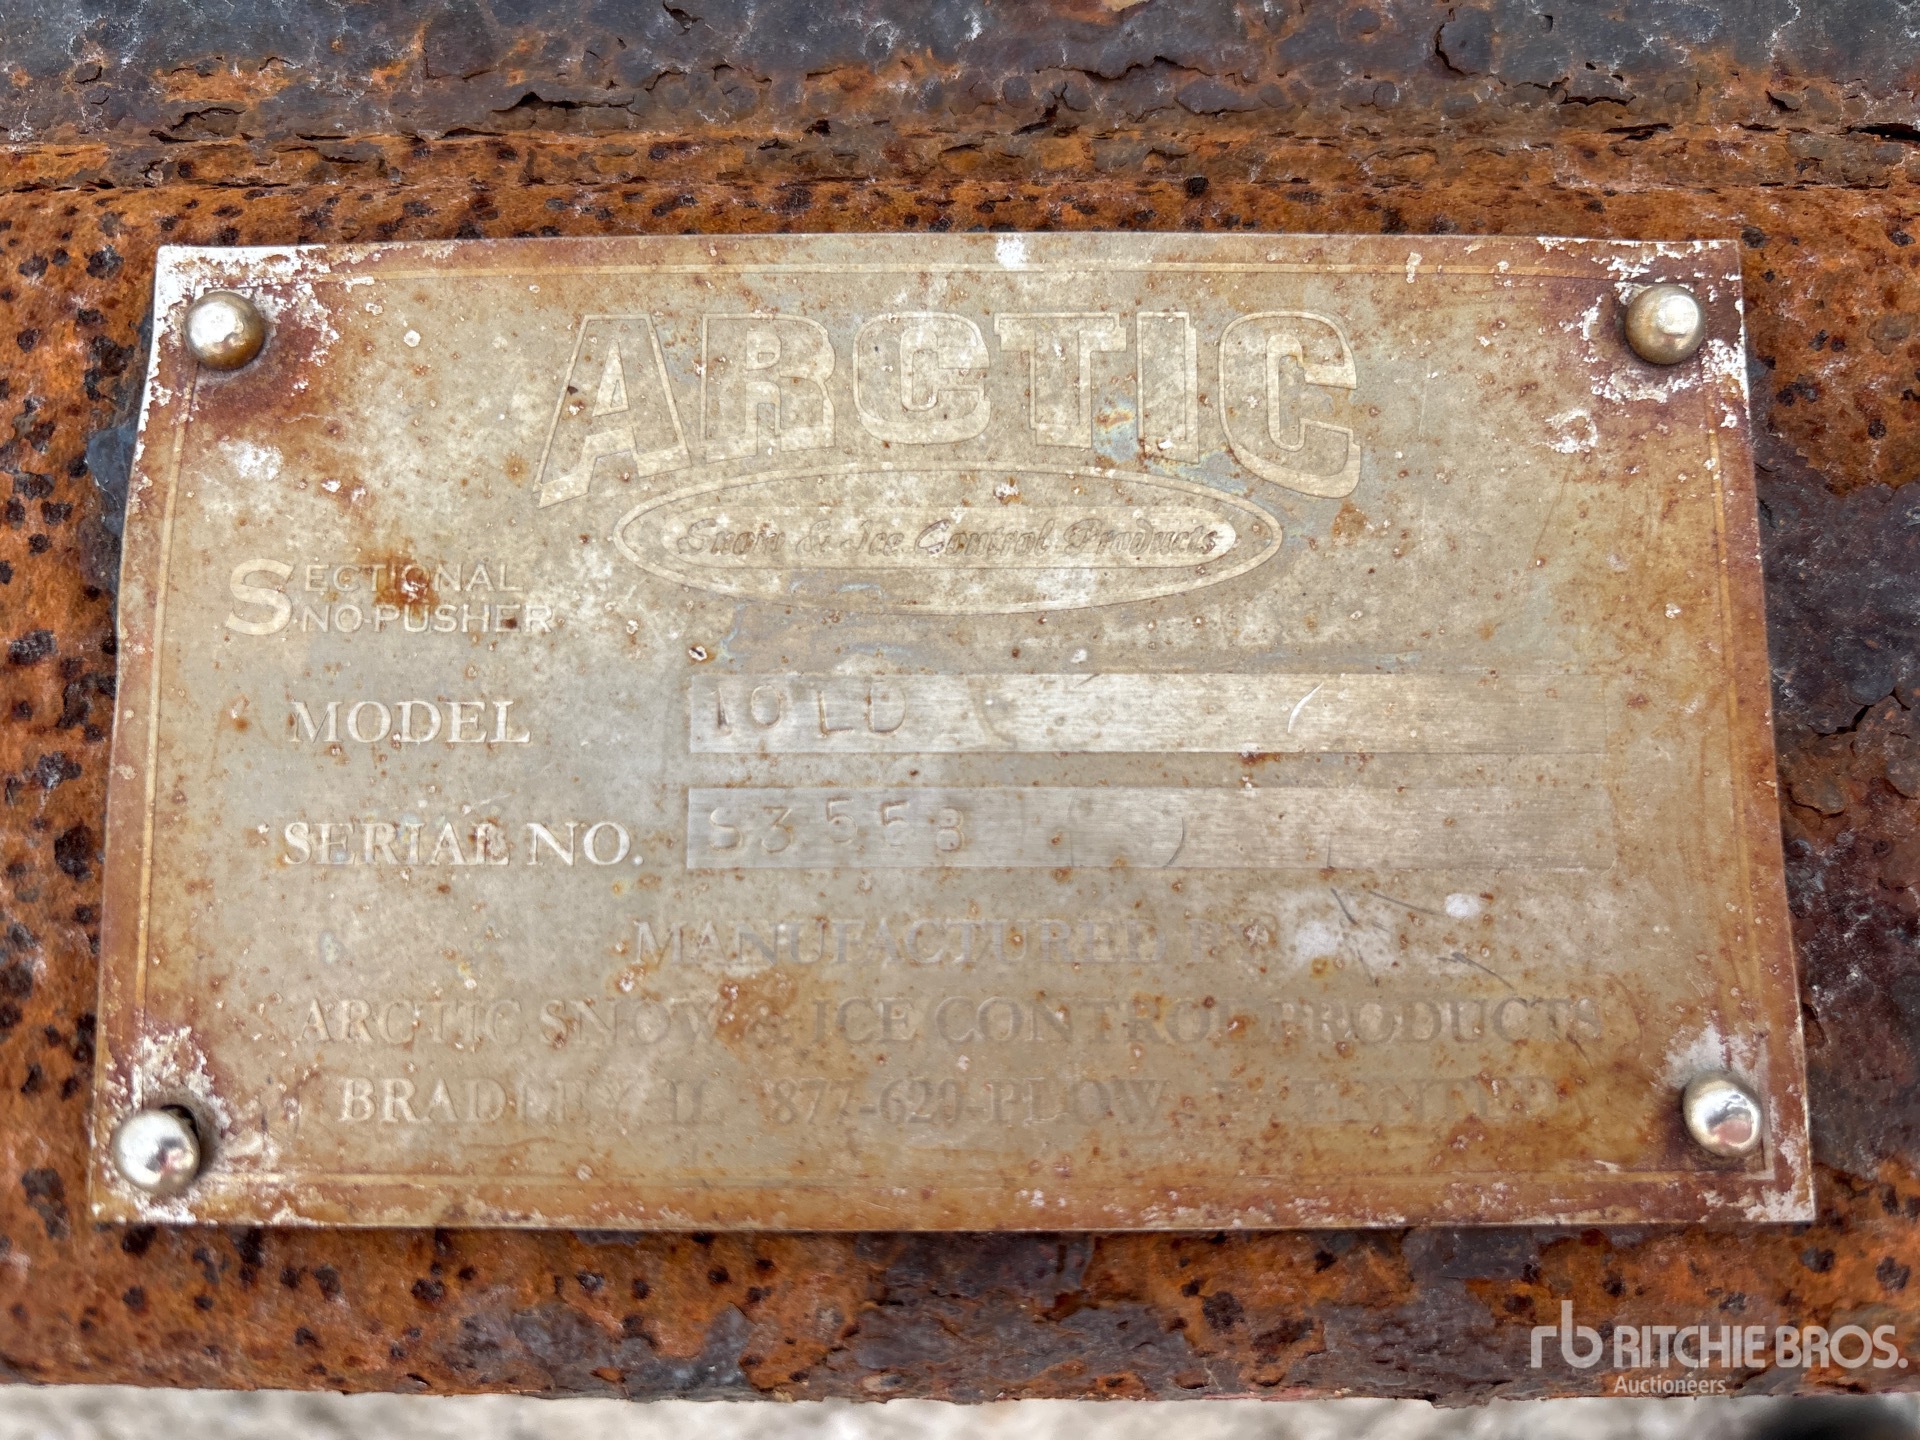 ARCTIC
Snow & Ice Control Products
SECTIONAL
SNO-PUSHER
MODEL 10LD
SERIAL NO. S3558
MANUFACTURED BY
ARCTIC SNOW & ICE CONTROL PRODUCTS
BRADLEY, IL 877-620-PLOW
rb RITCHIE BROS.
Auctioneers